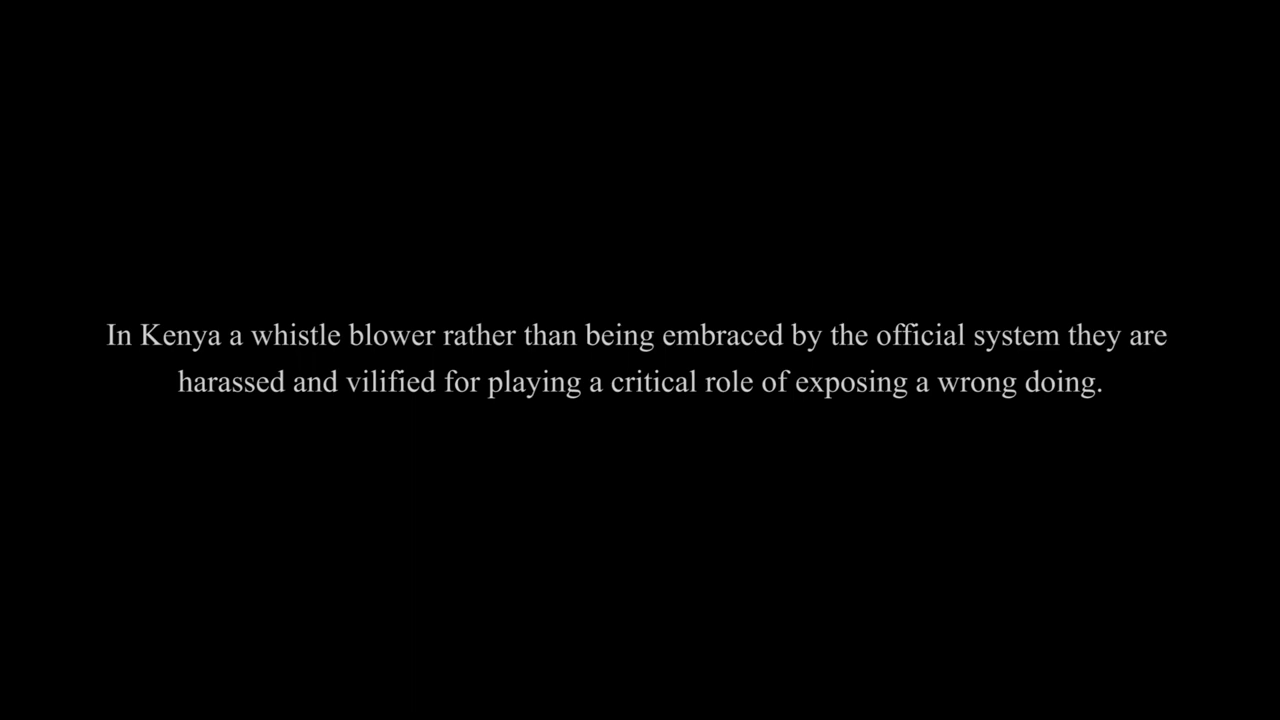 In Kenya a whistle blower rather than being embraced by the official system they are
harassed and vilified for playing a critical role of exposing a wrong doing.